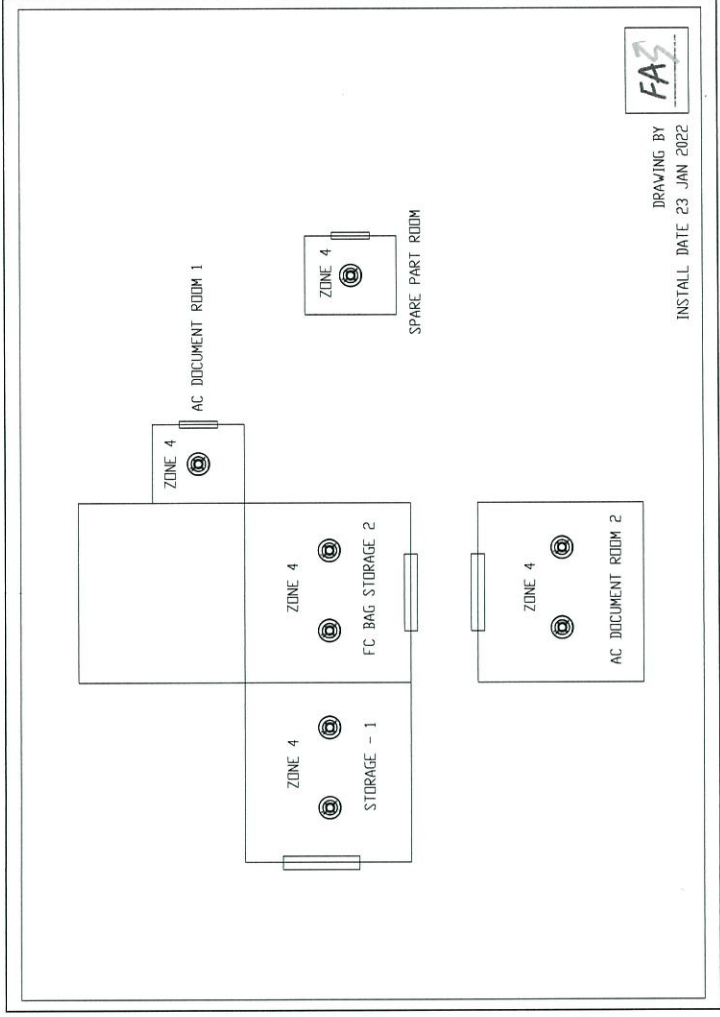 ZONE 4
AC DOCUMENT ROOM 1
ZONE 4
STORAGE - 1
ZONE 4
FC BAG STORAGE 2
ZONE 4
SPARE PART ROOM
ZONE 4
AC DOCUMENT ROOM 2
DRAWING BY
INSTALL DATE 23 JAN 2022